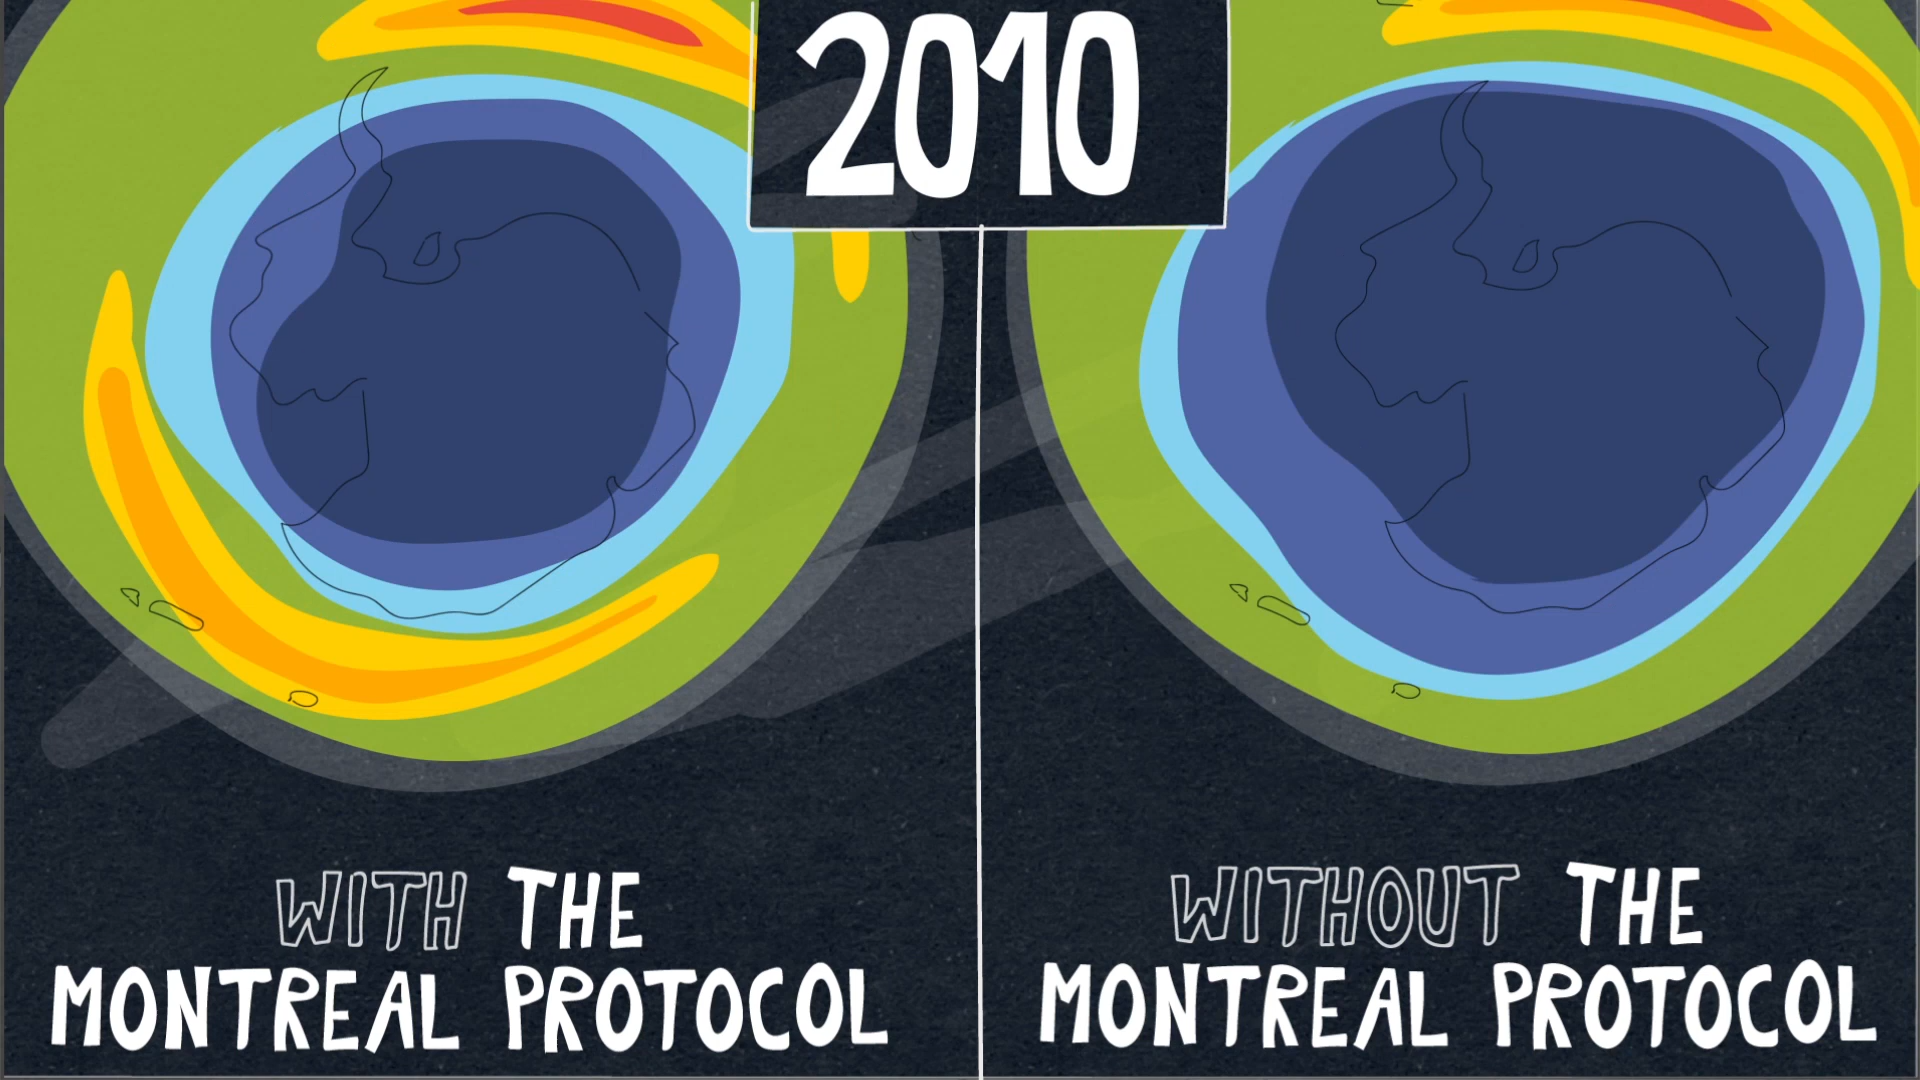 2010
WITH THE
MONTREAL PROTOCOL
WITHOUT THE
MONTREAL PROTOCOL